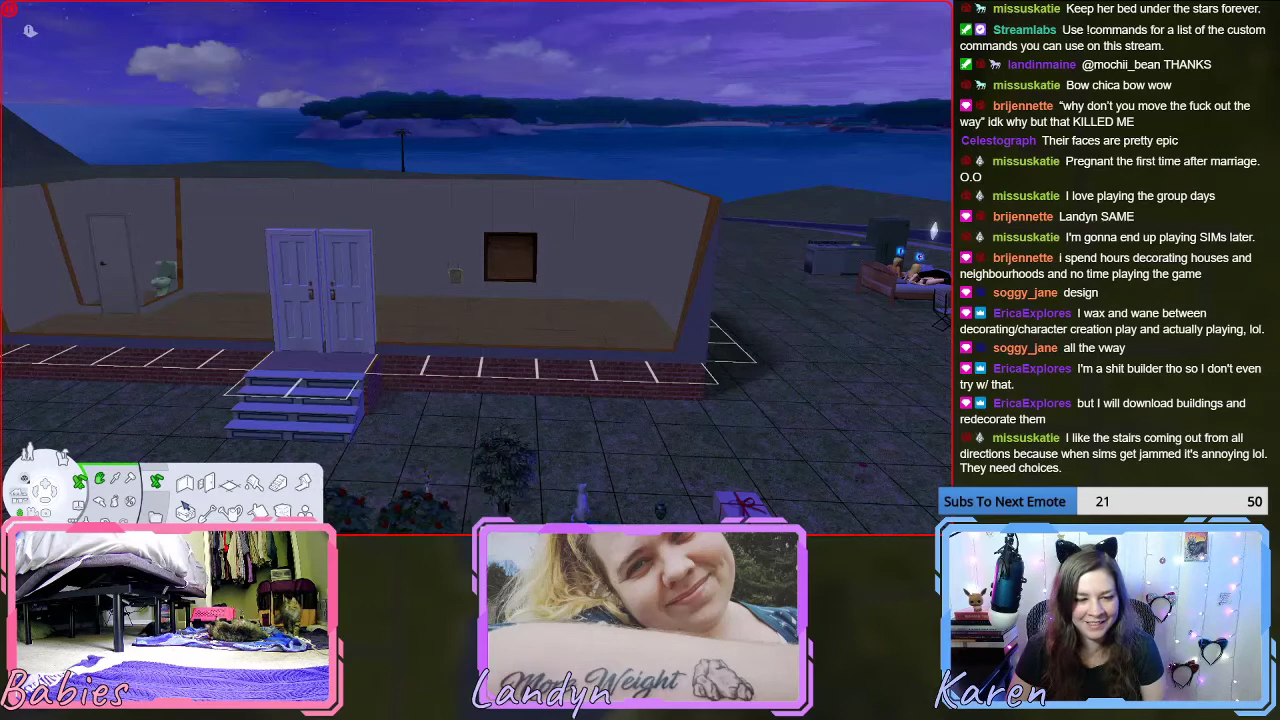 missuskatie Keep her bed under the stars forever.
Streamlabs Use !commands for a list of the custom
commands you can use on this stream.
landinmaine @mochii_bean THANKS
missuskatie Bow chica bow wow
brijennette “why don’t you move the fuck out the
way” idk why but that KILLED ME
Celestograph Their faces are pretty epic
missuskatie Pregnant the first time after marriage.
O.O
missuskatie I love playing the group days
brijennette Landyn SAME
missuskatie I'm gonna end up playing SIMs later.
brijennette i spend hours decorating houses and
neighbourhoods and no time playing the game
soggy_jane design
EricaExplores I wax and wane between
decorating/character creation play and actually playing, lol.
soggy_jane all the vway
EricaExplores I'm a shit builder tho so I don't even
try w/ that.
EricaExplores but I will download buildings and
redecorate them
missuskatie I like the stairs coming out from all
directions because when sims get jammed it's annoying lol.
They need choices.
Subs To Next Emote 21 50
More Weight
Babies
Landyn
Karen